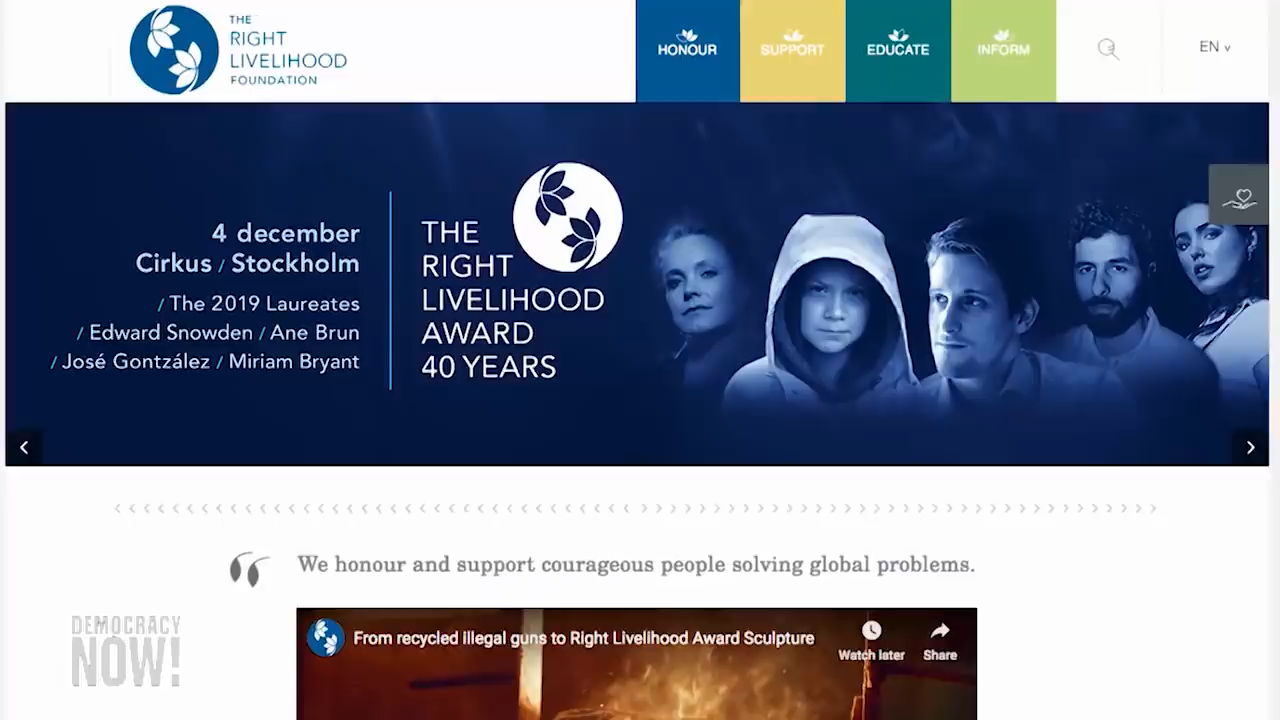 THE
RIGHT
LIVELIHOOD
FOUNDATION
HONOUR
SUPPORT
EDUCATE
INFORM
EN v
4 december
Cirkus / Stockholm
/ The 2019 Laureates
/ Edward Snowden / Ane Brun
/ José Gontzález / Miriam Bryant
THE
RIGHT
LIVELIHOOD
AWARD
40 YEARS
We honour and support courageous people solving global problems.
From recycled illegal guns to Right Livelihood Award Sculpture
Watch later
Share
DEMOCRACY
NOW!